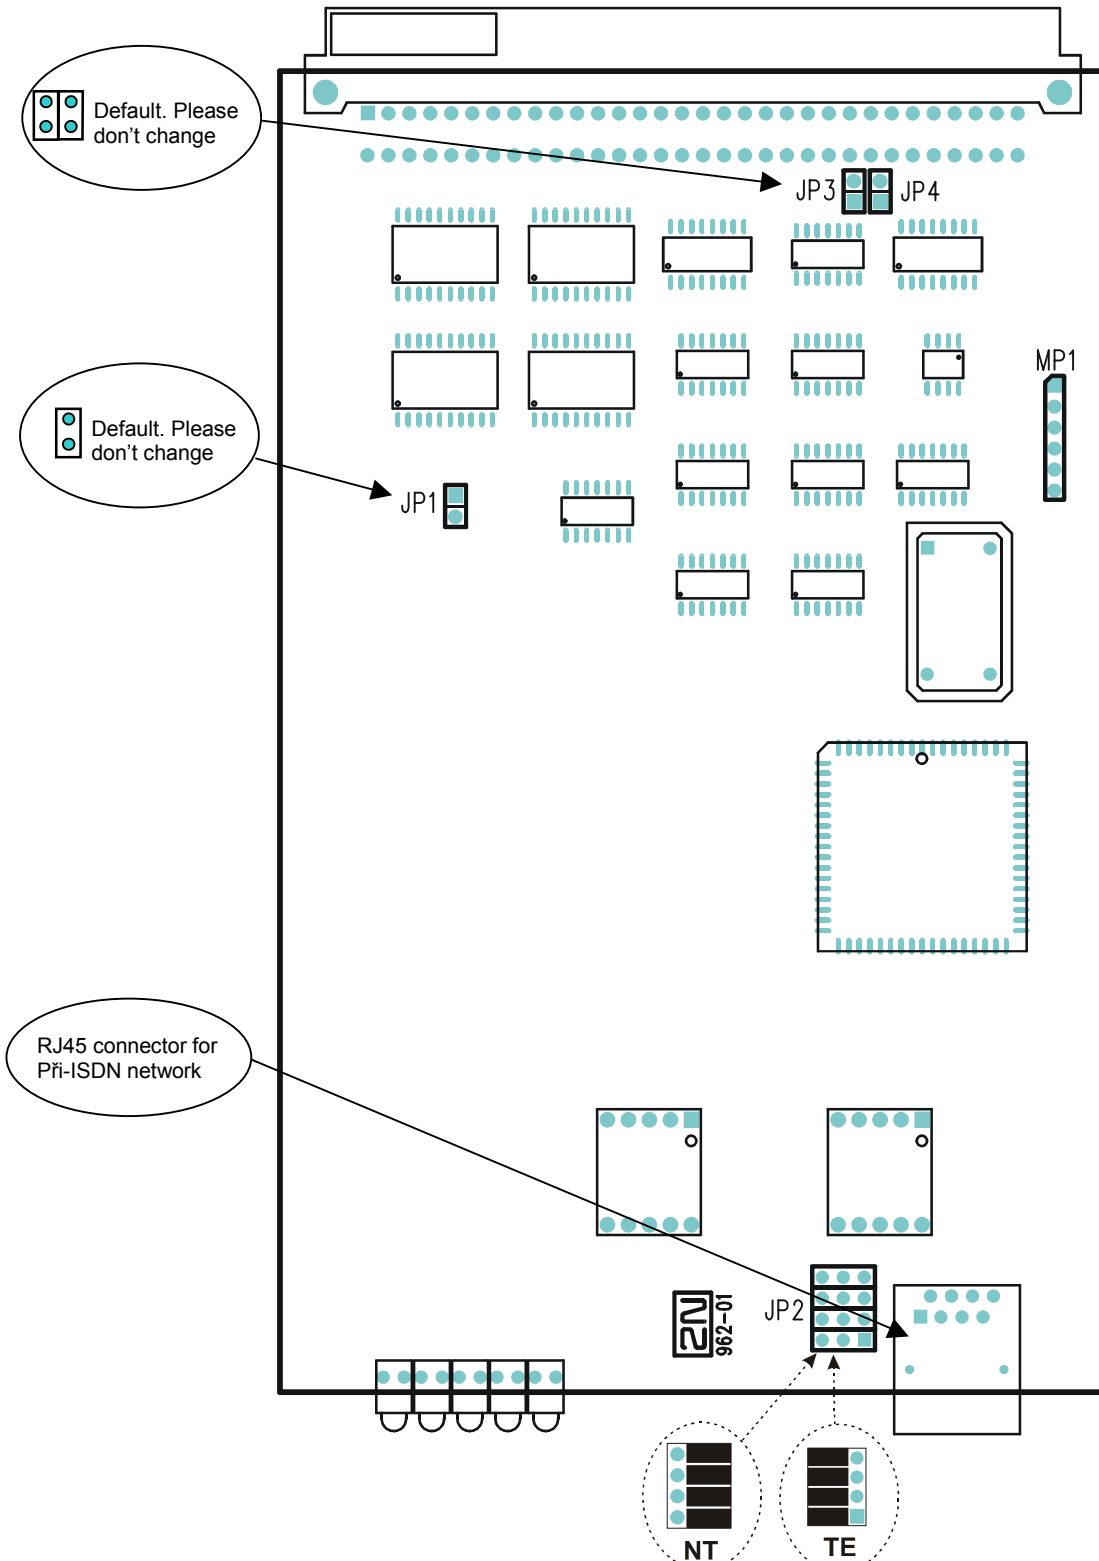 Default. Please
don't change
JP3
JP4
MP1
Default. Please
don't change
JP1
RJ45 connector for
Při-ISDN network
JP2
2N
962-01
NT
TE